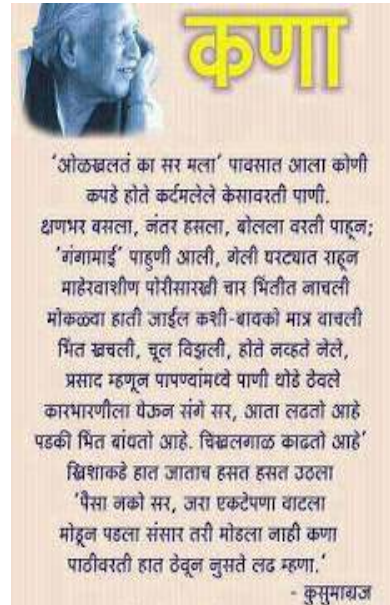 कणा
'ओळखलतं का सर मला' पावसात आला कोणी
कपडे होते कर्दमलेले केसावरती पाणी.
क्षणभर बसला, नंतर हसला, बोलला वरती पाहून;
'गंगामाई' पाहुणी आली, गेली घरट्यात राहून
माहेरवाशीण पोरीसारखी चार भिंतीत नाचली
मोकळ्या हाती जाईल कशी-बायको मात्र वाचली
भिंत खचली, चूल विझली, होते नव्हते नेले,
प्रसाद म्हणून पापण्यांमध्ये पाणी थोडे ठेवले
कारभारणीला घेऊन संगे सर, आता लढतो आहे
पडकी भिंत बांधतो आहे. चिखलगाळ काढतो आहे'
खिशाकडे हात जाताच हसत हसत उठला
'पैसा नको सर, जरा एकटेपणा वाटला
मोडून पडला संसार तरी मोडला नाही कणा
पाठीवरती हात ठेवून नुसते लढ म्हणा.'
- कुसुमाग्रज